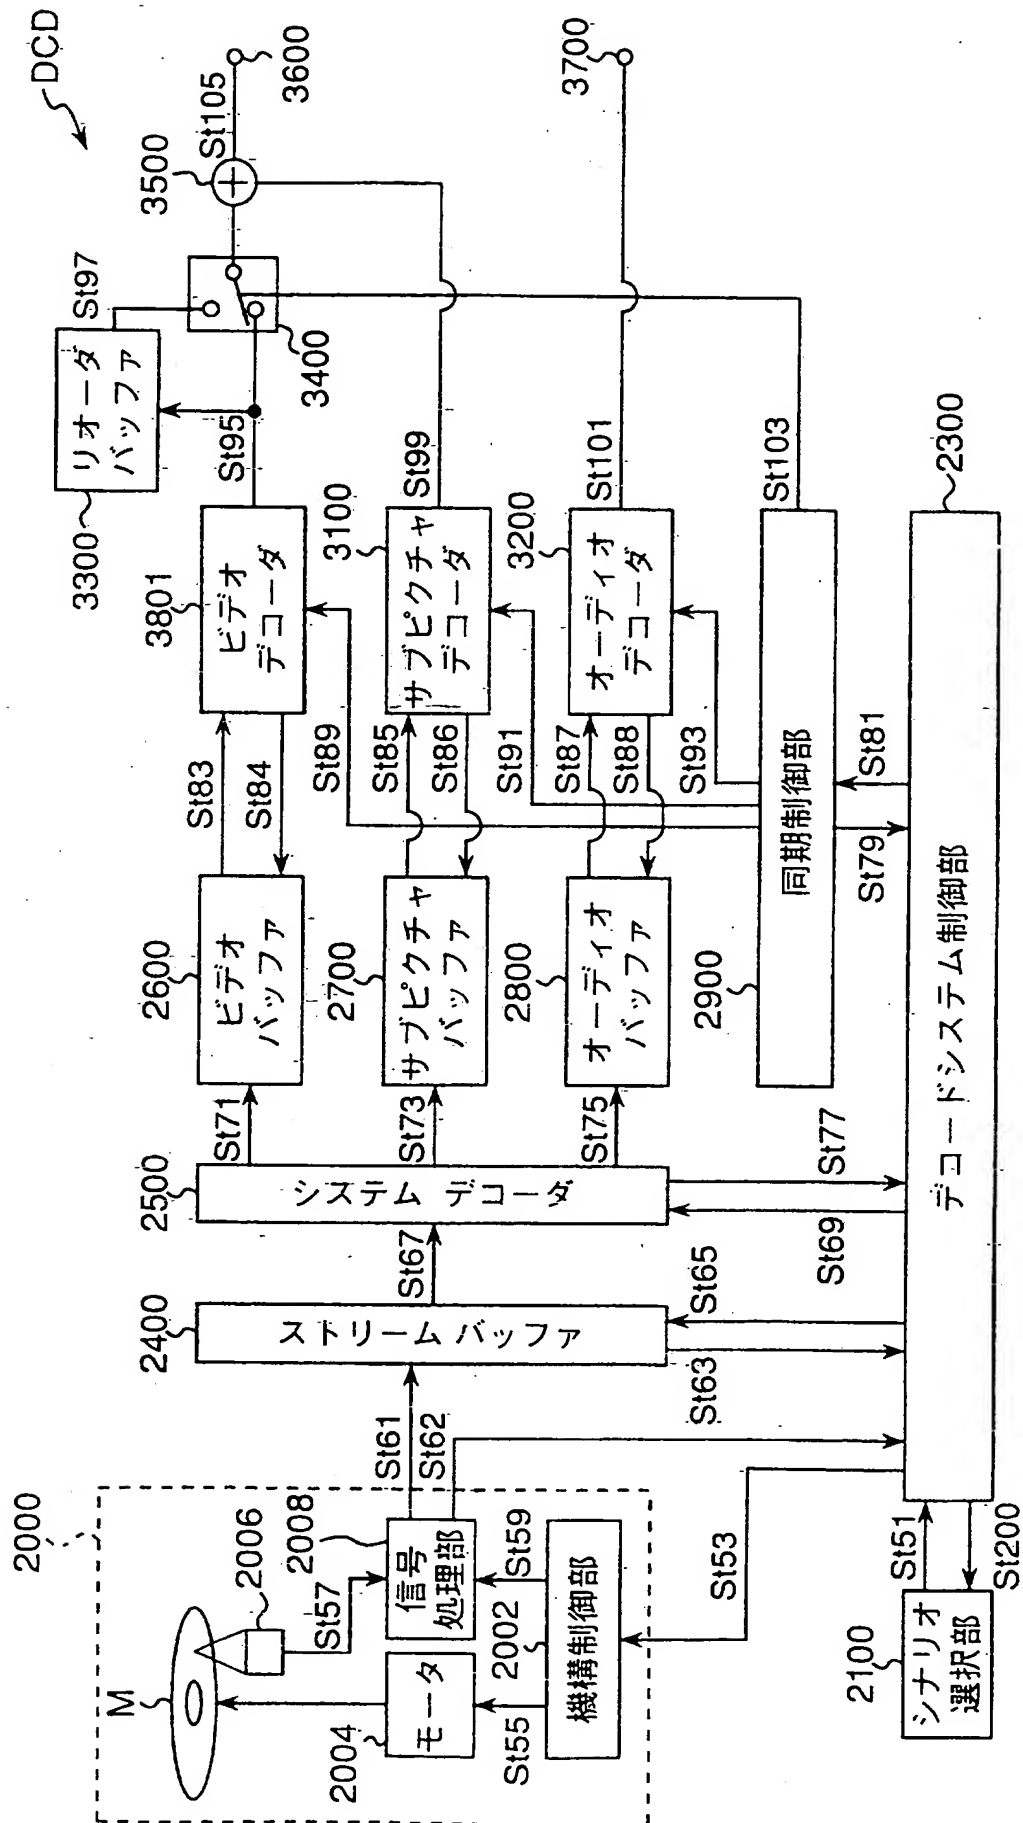 DCD
2000
M
2006
St57
2004
モータ
2008
信号
処理部
2002
St59
St55
機構制御部
St61
St62
St53
2400
ストリーム バッファ
St67
St63
St65
2500
システム デコーダ
St71
St73
St75
St69
St77
2600
ビデオ
バッファ
2700
サブピクチャ
バッファ
2800
オーディオ
バッファ
St83
St84
St89
St85
St86
St91
St87
St88
St93
3801
ビデオ
デコーダ
3100
サブピクチャ
デコーダ
3200
オーディオ
デコーダ
2900
同期制御部
St79
St81
3300
リオーダ
バッファ
St95
St97
St99
St101
St103
3400
3500
St105
3600
3700
2300
デコードシステム制御部
2100
シナリオ
選択部
St51
St200